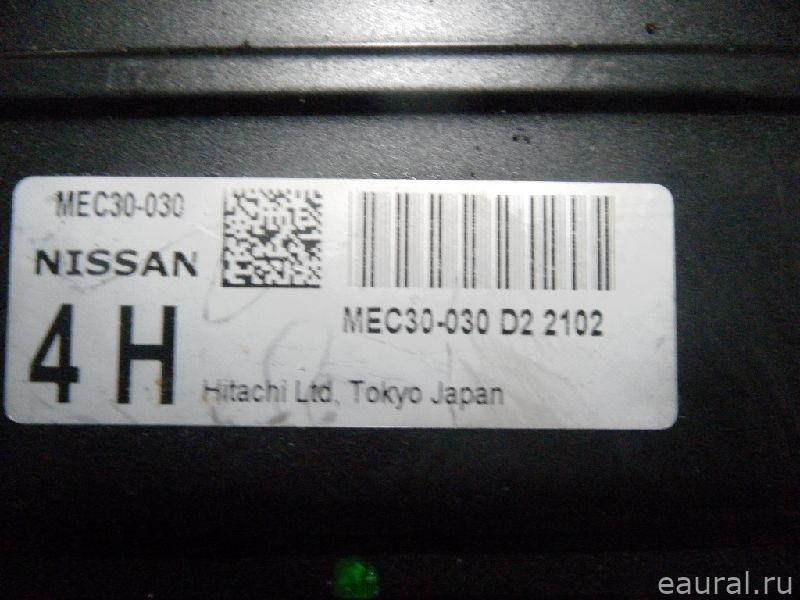 MEC30-030
NISSAN
4 H
MEC30-030 D2 2102
Hitachi Ltd, Tokyo Japan
eaural.ru